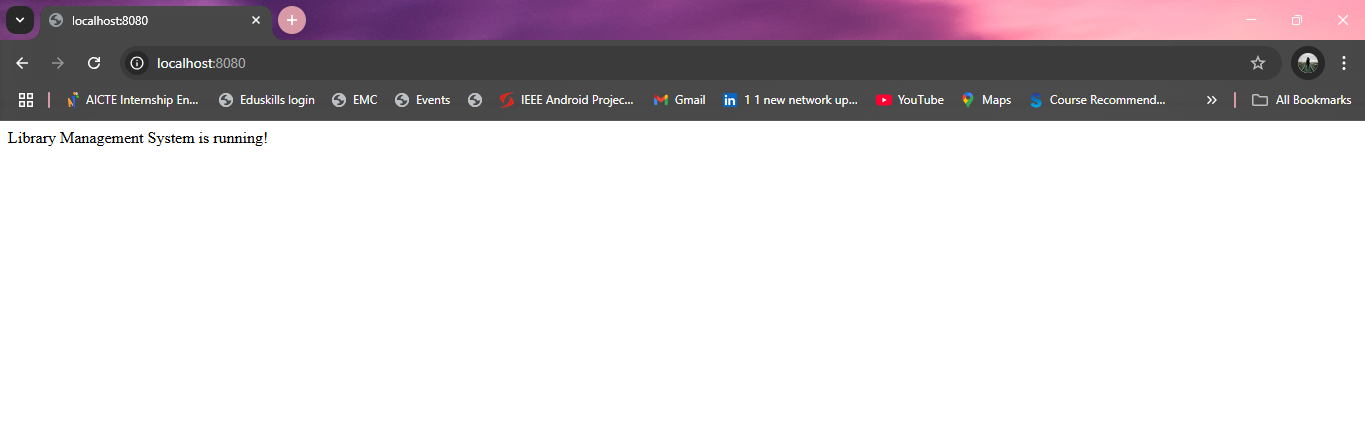 localhost:8080
localhost:8080
AICTE Internship En... Eduskills login EMC Events IEEE Android Projec... Gmail 1 1 new network up... YouTube Maps Course Recommend... All Bookmarks
Library Management System is running!